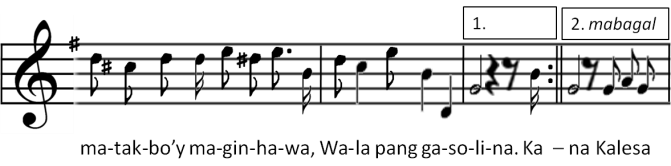 1.
2. mabagal
ma-tak-bo'y ma-gin-ha-wa, Wa-la pang ga-so-li-na. Ka – na Kalesa